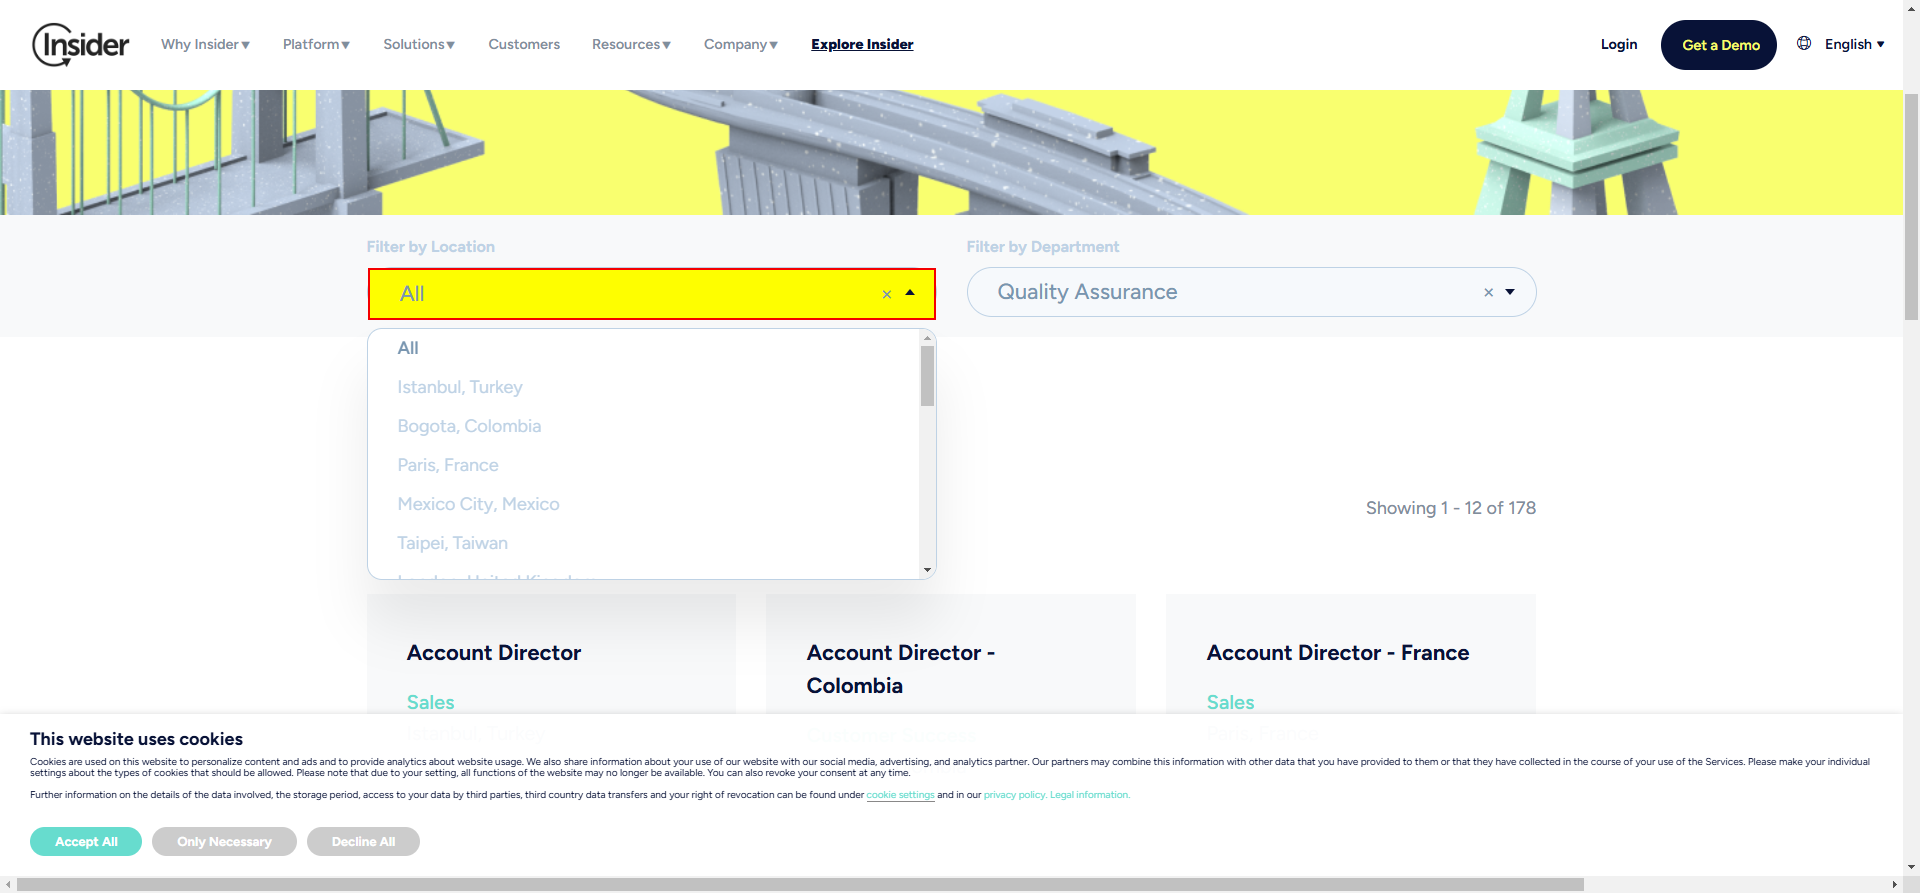 Insider
Why Insider▼
Platform▼
Solutions▼
Customers
Resources▼
Company▼
Explore Insider
Login
Get a Demo
English ▼
Filter by Location
Filter by Department
All
×
Quality Assurance
×
All
Istanbul, Turkey
Bogota, Colombia
Paris, France
Mexico City, Mexico
Taipei, Taiwan
Showing 1 - 12 of 178
Account Director
Sales
Account Director -
Colombia
Account Director - France
Sales
This website uses cookies
Cookies are used on this website to personalize content and ads and to provide analytics about website usage. We also share information about your use of our website with our social media, advertising, and analytics partner. Our partners may combine this information with other data that you have provided to them or that they have collected in the course of your use of the Services. Please make your individual
settings about the types of cookies that should be allowed. Please note that due to your setting, all functions of the website may no longer be available. You can also revoke your consent at any time.
Further information on the details of the data involved, the storage period, access to your data by third parties, third country data transfers and your right of revocation can be found under cookie settings and in our privacy policy. Legal information.
Accept All
Only Necessary
Decline All